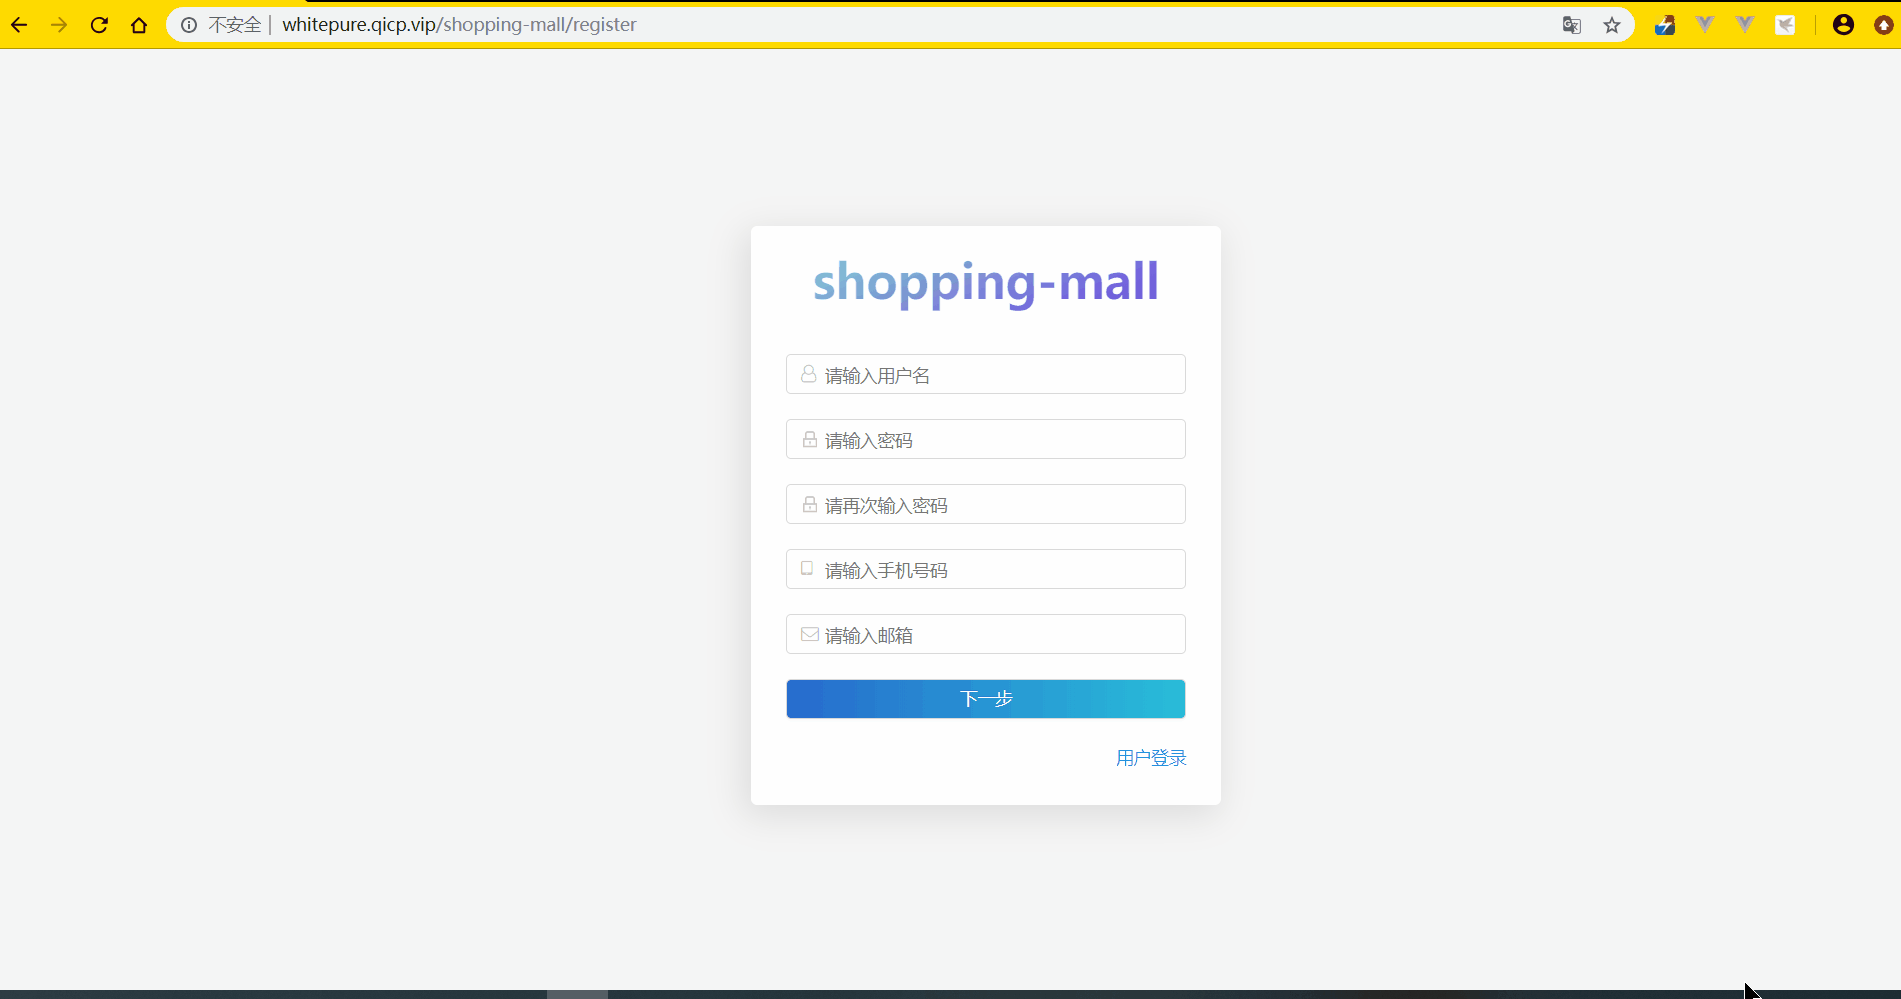 不安全 | whitepure.qicp.vip/shopping-mall/register
shopping-mall
请输入用户名
请输入密码
请再次输入密码
请输入手机号码
请输入邮箱
下一步
用户登录